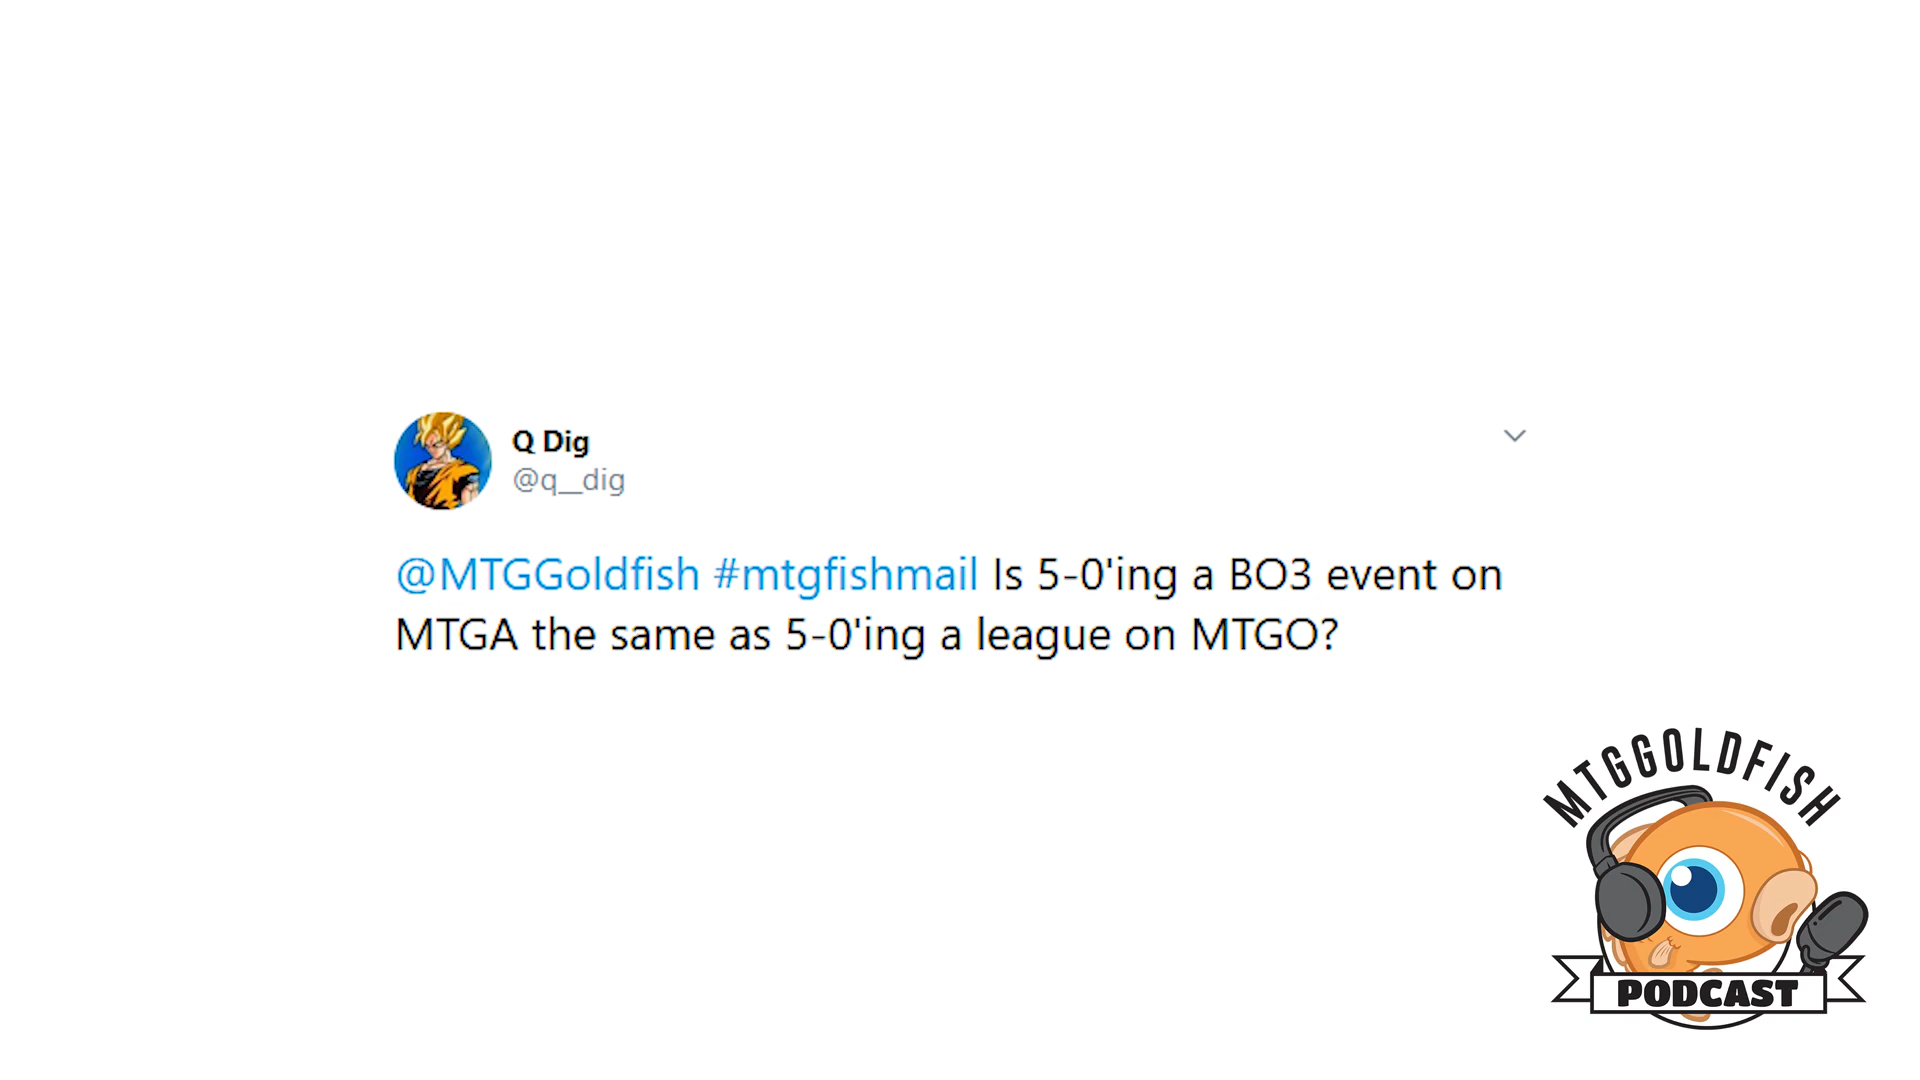 Q Dig
@q__dig
@MTGGoldfish #mtgfishmail Is 5-0'ing a BO3 event on
MTGA the same as 5-0'ing a league on MTGO?
MTGGOLDFISH
PODCAST